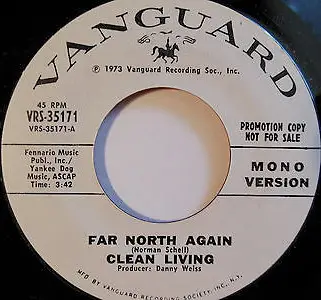 VANGUARD
℗ 1973 Vanguard Recording Soc., Inc.
45 RPM
VRS-35171
VRS-35171-A
PROMOTION COPY
NOT FOR SALE
Fennario Music
Publ., Inc./
Yankee Dog
Music, ASCAP
Time: 3:42
MONO
VERSION
FAR NORTH AGAIN
(Norman Schell)
CLEAN LIVING
Producer: Danny Weiss
MFD BY VANGUARD RECORDING SOCIETY INC. N.Y.